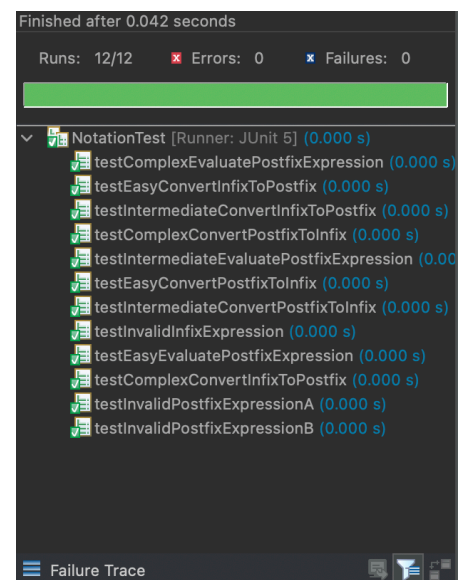 Finished after 0.042 seconds
Runs: 12/12 Errors: 0 Failures: 0
NotationTest [Runner: JUnit 5] (0.000 s)
testComplexEvaluatePostfixExpression (0.000 s)
testEasyConvertInfixToPostfix (0.000 s)
testIntermediateConvertInfixToPostfix (0.000 s)
testComplexConvertPostfixToInfix (0.000 s)
testIntermediateEvaluatePostfixExpression (0.00
testEasyConvertPostfixToInfix (0.000 s)
testIntermediateConvertPostfixToInfix (0.000 s)
testInvalidInfixExpression (0.000 s)
testEasyEvaluatePostfixExpression (0.000 s)
testComplexConvertInfixToPostfix (0.000 s)
testInvalidPostfixExpressionA (0.000 s)
testInvalidPostfixExpressionB (0.000 s)
Failure Trace